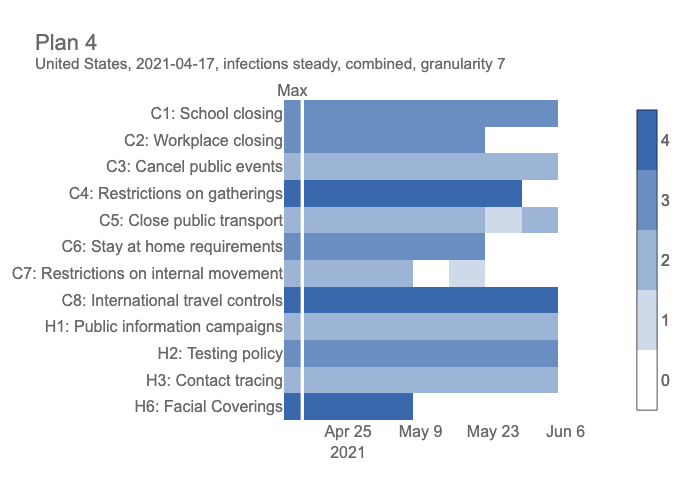 Plan 4
United States, 2021-04-17, infections steady, combined, granularity 7
Max
C1: School closing
C2: Workplace closing
C3: Cancel public events
C4: Restrictions on gatherings
C5: Close public transport
C6: Stay at home requirements
C7: Restrictions on internal movement
C8: International travel controls
H1: Public information campaigns
H2: Testing policy
H3: Contact tracing
H6: Facial Coverings
Apr 25 May 9 May 23 Jun 6
2021
4
3
2
1
0